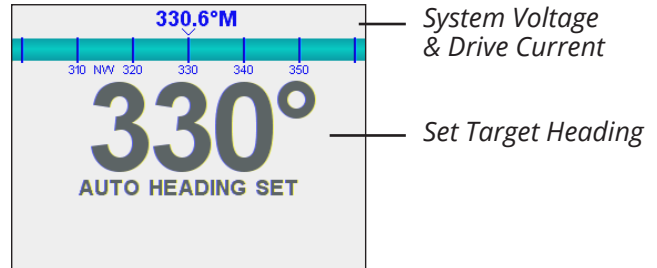 330.6°M
System Voltage
& Drive Current
310 NW 320 330 340 350
330°
Set Target Heading
AUTO HEADING SET